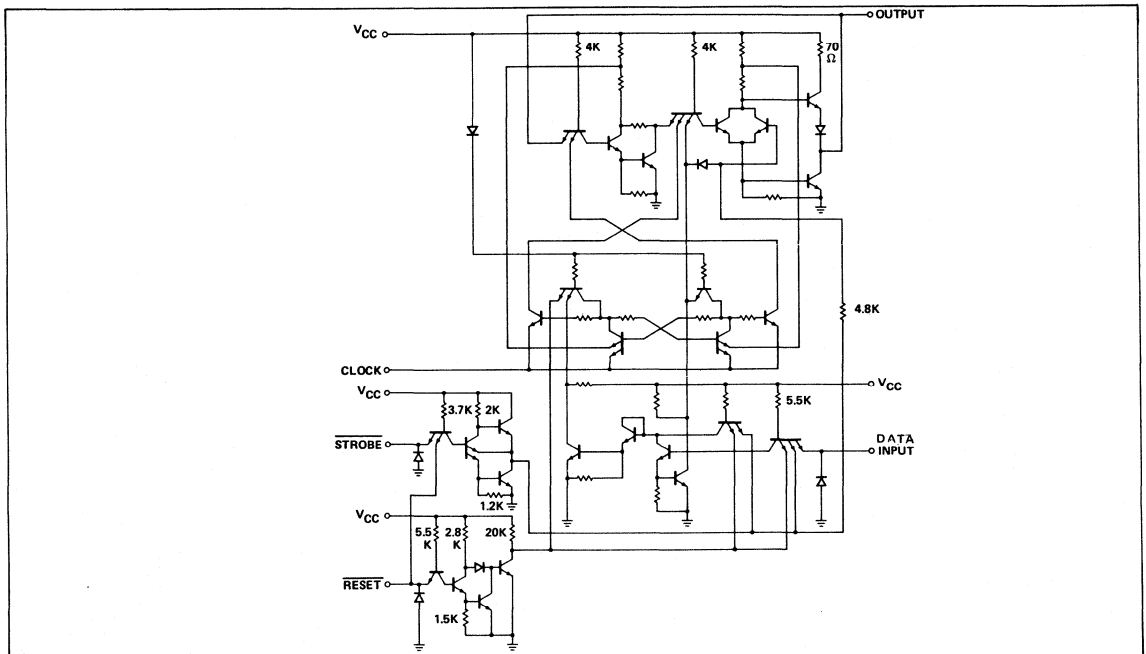 OUTPUT
VCC
4K
4K
70
Ω
4.8K
CLOCK
VCC
VCC
3.7K
2K
5.5K
STROBE
DATA
INPUT
1.2K
VCC
5.5
K
2.8
K
20K
RESET
1.5K